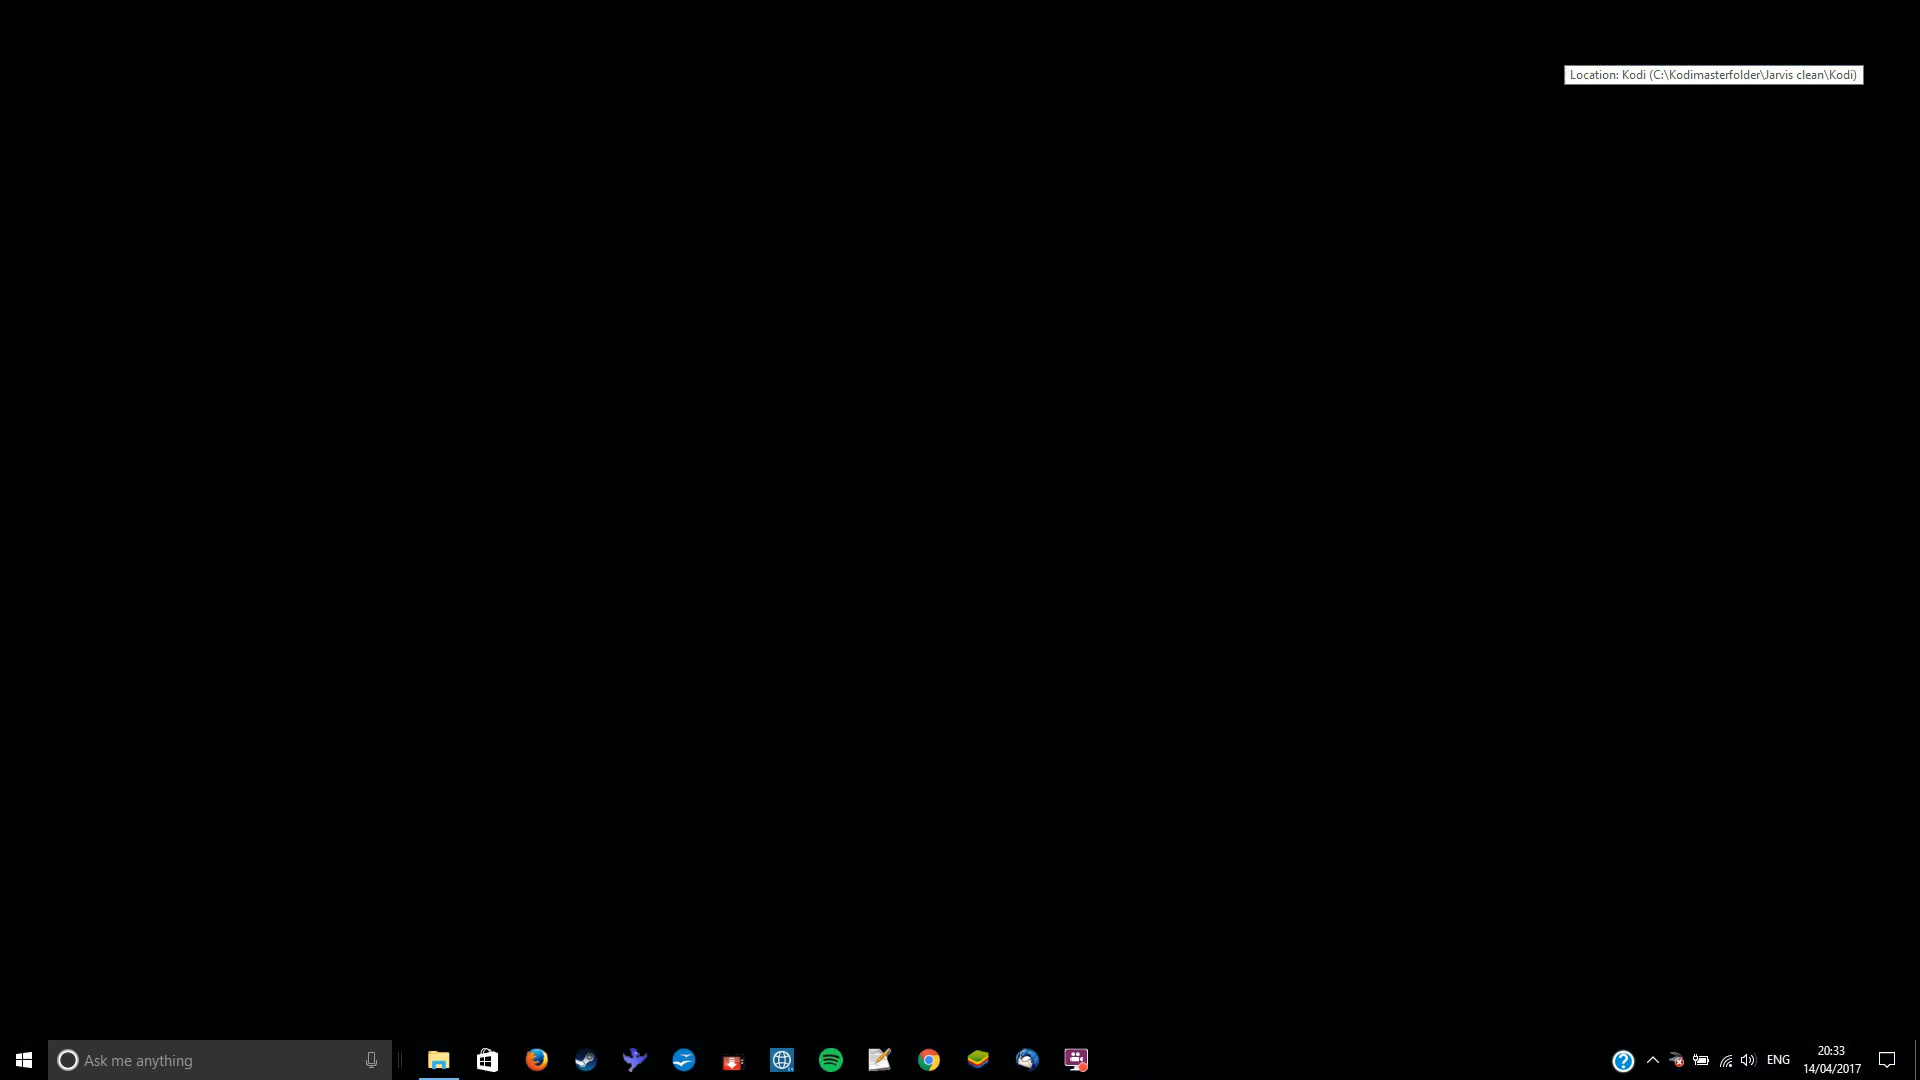 Location: Kodi (C:\Kodimasterfolder\Jarvis clean\Kodi)
Ask me anything
ENG
20:33
14/04/2017